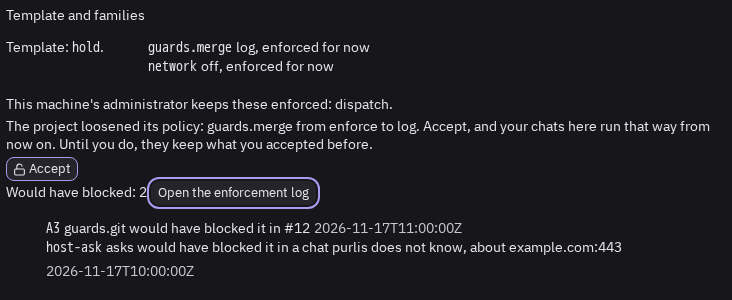 Template and families
Template: hold. guards.merge log, enforced for now
network off, enforced for now
This machine's administrator keeps these enforced: dispatch.
The project loosened its policy: guards.merge from enforce to log. Accept, and your chats here run that way from
now on. Until you do, they keep what you accepted before.
Accept
Would have blocked: 2 Open the enforcement log
A3 guards.git would have blocked it in #12 2026-11-17T11:00:00Z
host-ask asks would have blocked it in a chat purlis does not know, about example.com:443
2026-11-17T10:00:00Z